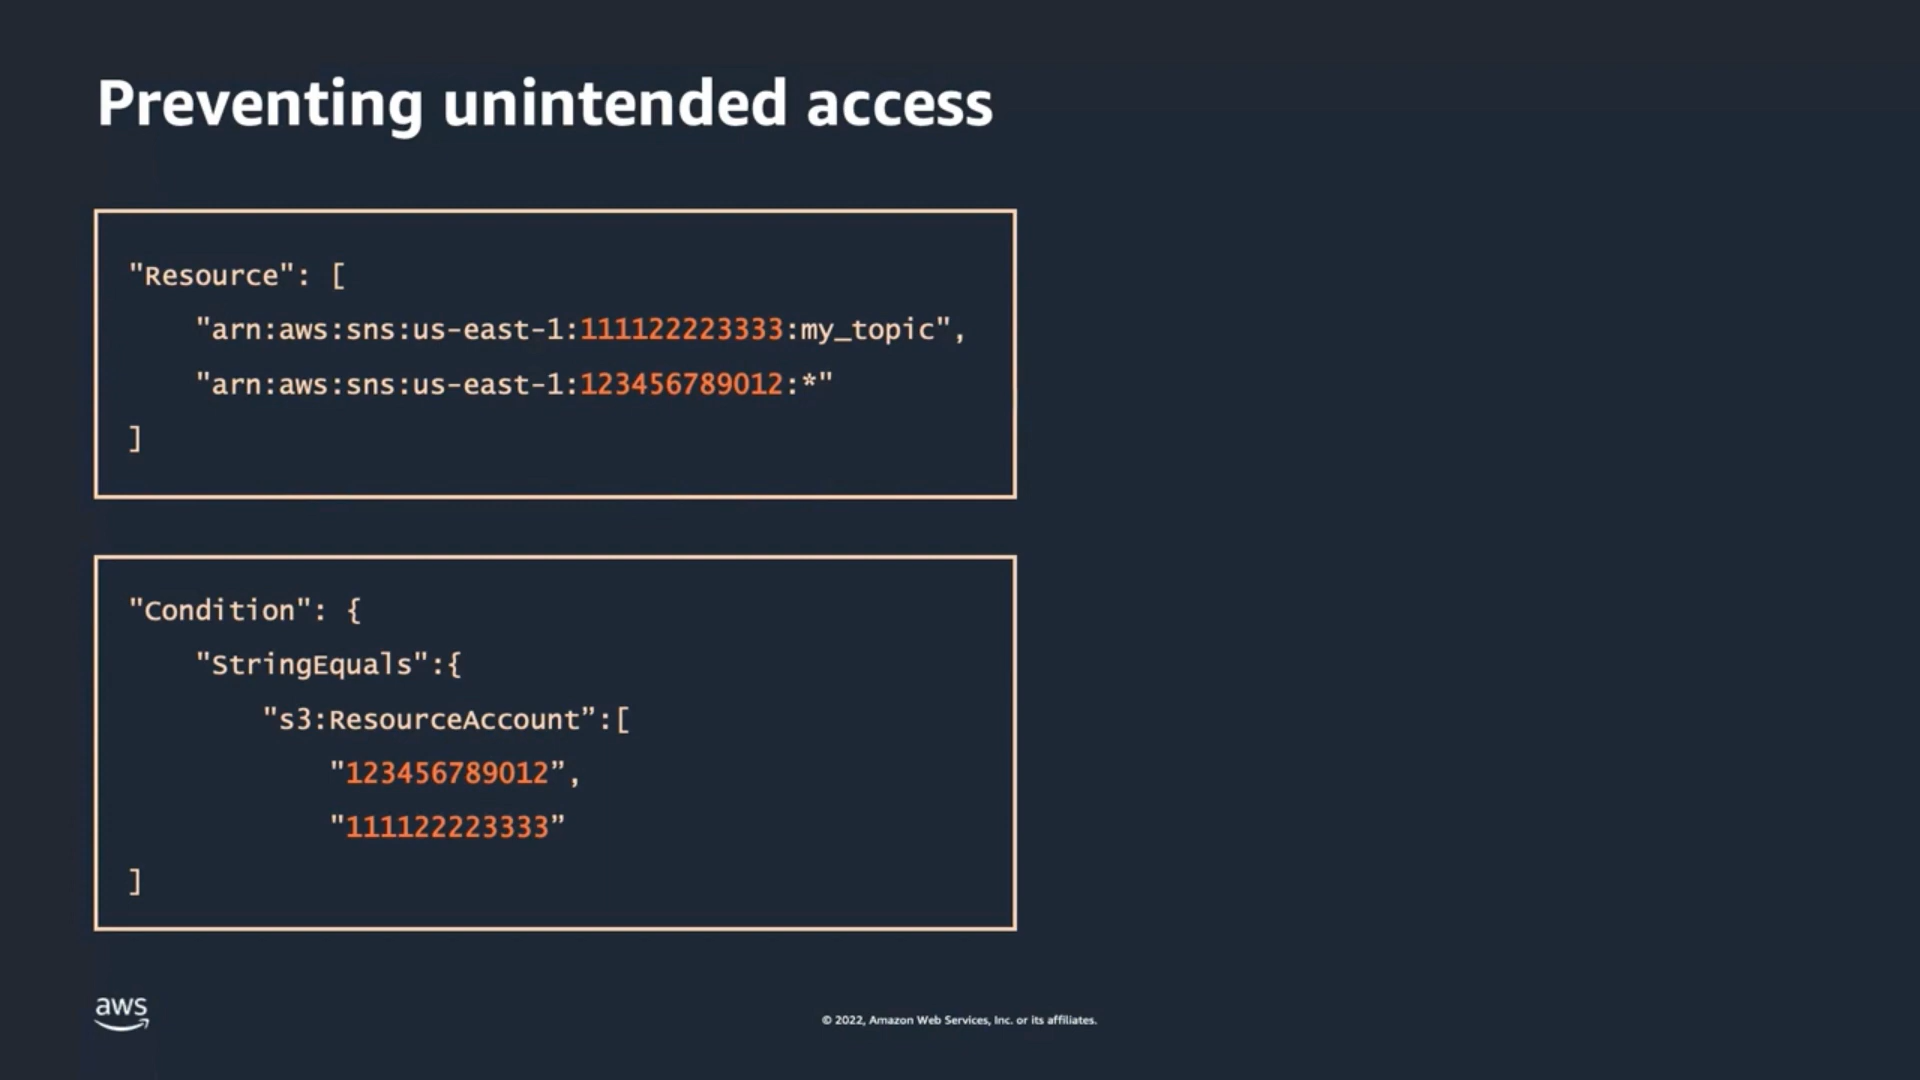 Preventing unintended access
"Resource": [
"arn:aws:sns:us-east-1:111122223333:my_topic",
"arn:aws:sns:us-east-1:123456789012:*"
]
"Condition": {
"StringEquals":{
"s3:ResourceAccount”:[
"123456789012”,
"111122223333”
]
aws
© 2022, Amazon Web Services, Inc. or its affiliates.